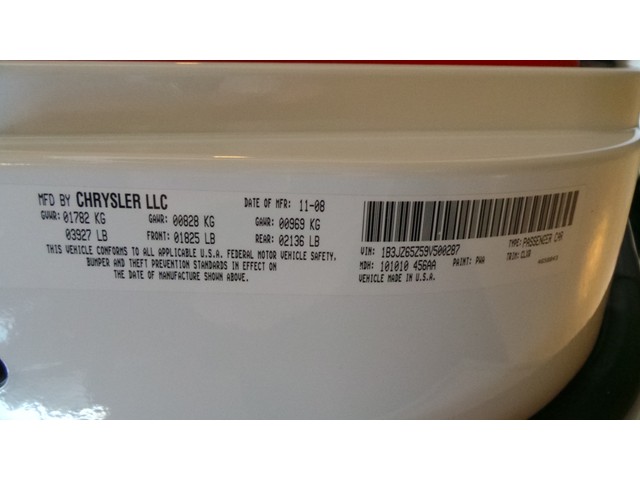 MFD BY CHRYSLER LLC DATE OF MFR: 11-08
GVWR: 01782 KG GAWR: 00828 KG GAWR: 00969 KG
03927 LB FRONT: 01825 LB REAR: 02136 LB
THIS VEHICLE CONFORMS TO ALL APPLICABLE U.S.A. FEDERAL MOTOR VEHICLE SAFETY,
BUMPER AND THEFT PREVENTION STANDARDS IN EFFECT ON
THE DATE OF MANUFACTURE SHOWN ABOVE.
VIN: 1B3JZ65Z59V500287 TYPE: PASSENGER CAR
MDH: 101010 456AA PAINT: PWA TRIM: CLUA
VEHICLE MADE IN U.S.A.